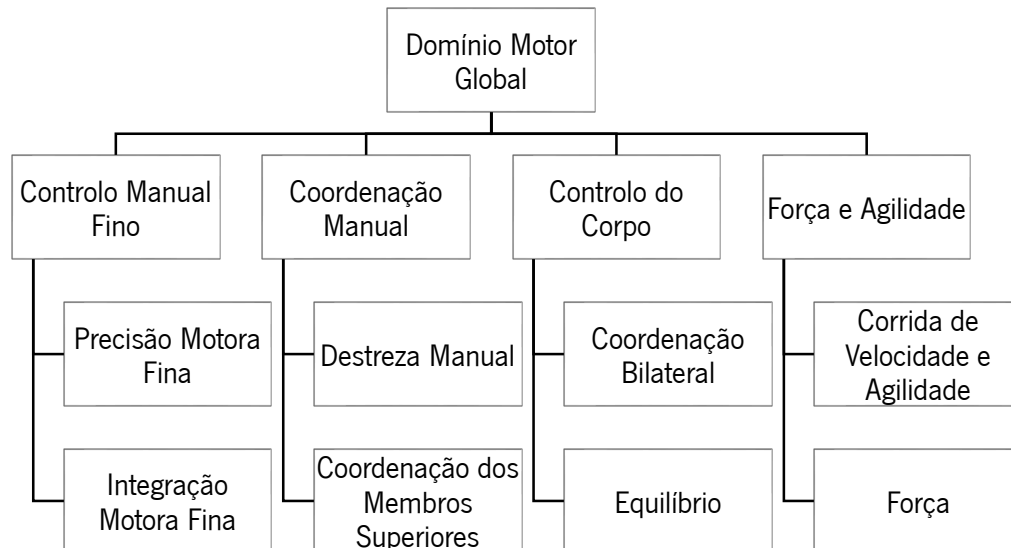 Domínio Motor
Global
Controlo Manual
Fino
Coordenação
Manual
Controlo do
Corpo
Força e Agilidade
Precisão Motora
Fina
Destreza Manual
Coordenação
Bilateral
Corrida de
Velocidade e
Agilidade
Integração
Motora Fina
Coordenação dos
Membros
Superiores
Equilíbrio
Força